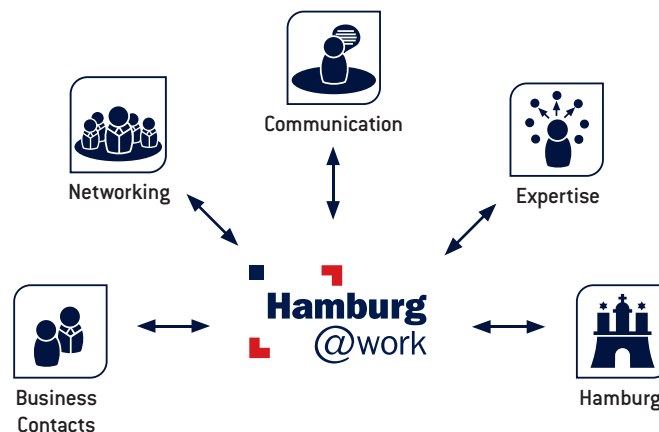 Communication
Networking
Expertise
Hamburg
@work
Business
Contacts
Hamburg